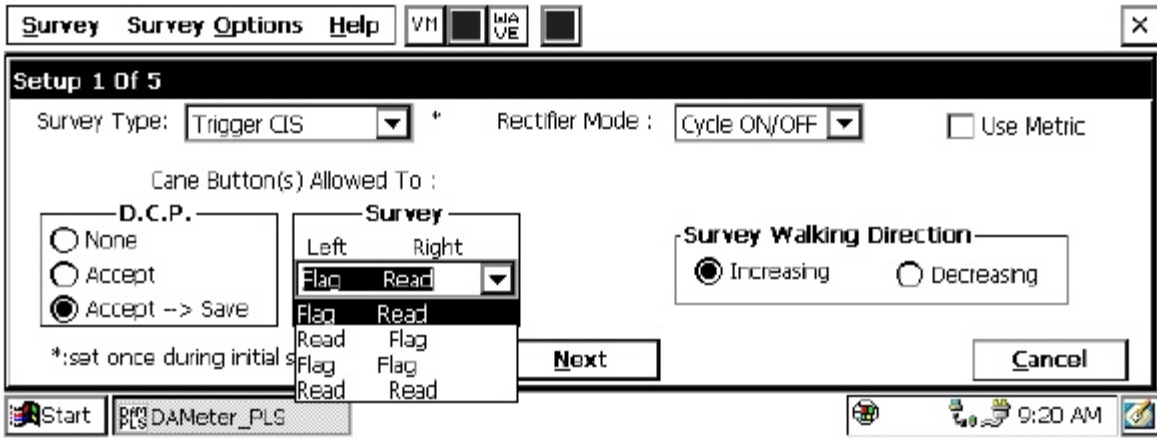 Survey Survey Options Help VM WA VE
Setup 1 Of 5
Survey Type: Trigger CIS * Rectifier Mode : Cycle ON/OFF Use Metric
Cane Button(s) Allowed To :
D.C.P. Survey
None Left Right Survey Walking Direction
Accept Flag Read Increasing Decreasing
Accept --> Save Flag Read
Read Flag
*:set once during initial s Flag Flag Next Cancel
Read Read
Start DAMeter_PLS 9:20 AM